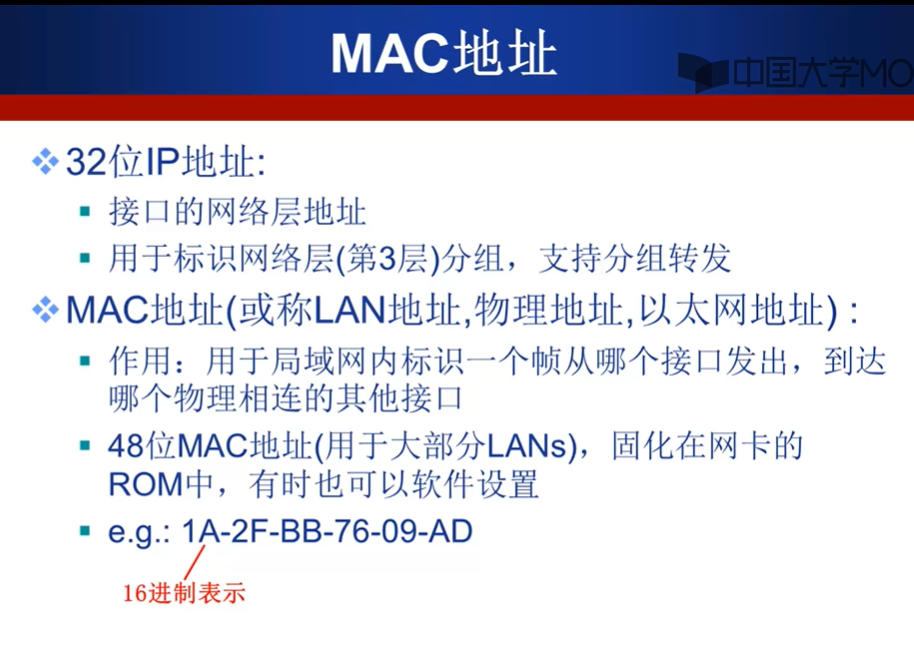 MAC地址
中国大学MO
32位IP地址:
接口的网络层地址
用于标识网络层(第3层)分组，支持分组转发
MAC地址(或称LAN地址,物理地址,以太网地址) :
作用：用于局域网内标识一个帧从哪个接口发出，到达
哪个物理相连的其他接口
48位MAC地址(用于大部分LANs)，固化在网卡的
ROM中，有时也可以软件设置
e.g.: 1A-2F-BB-76-09-AD
16进制表示